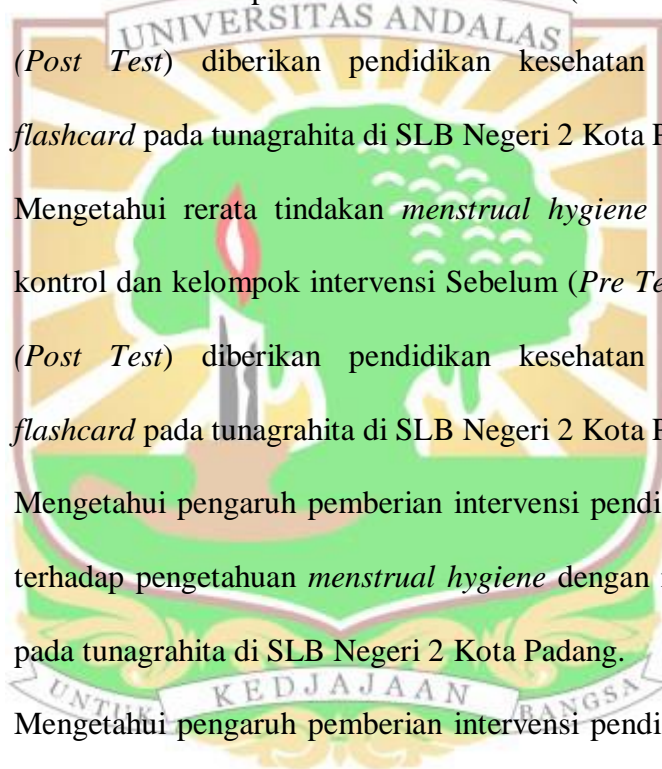 UNIVERSITAS ANDALAS
(Post Test) diberikan pendidikan kesehatan
flashcard pada tunagrahita di SLB Negeri 2 Kota
Mengetahui rerata tindakan menstrual hygiene
kontrol dan kelompok intervensi Sebelum (Pre
(Post Test) diberikan pendidikan kesehatan
flashcard pada tunagrahita di SLB Negeri 2 Kota
Mengetahui pengaruh pemberian intervensi
terhadap pengetahuan menstrual hygiene dengan
pada tunagrahita di SLB Negeri 2 Kota Padang.
UNTUK KEDJAJAAN BANGSA
Mengetahui pengaruh pemberian intervensi